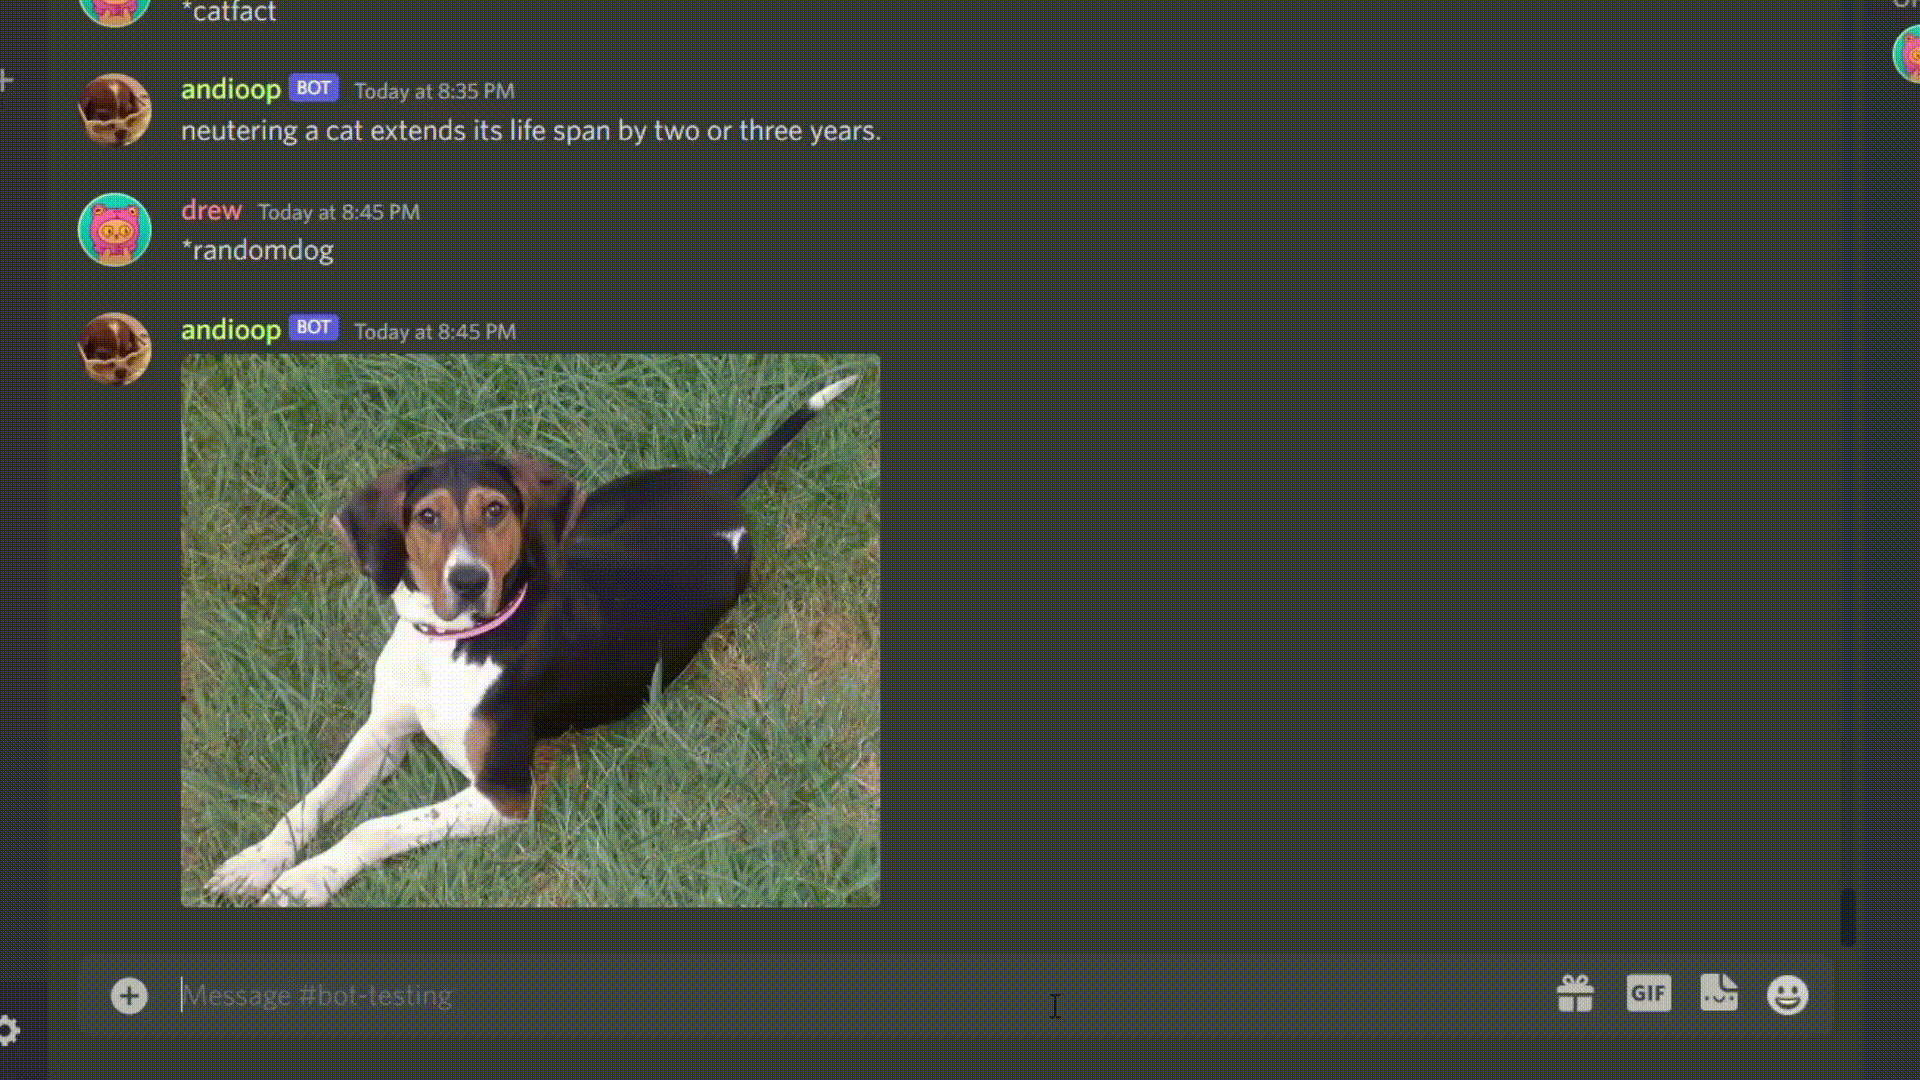 *catfact
andioop BOT Today at 8:35 PM
neutering a cat extends its life span by two or three years.
drew Today at 8:45 PM
*randomdog
andioop BOT Today at 8:45 PM
Message #bot-testing
GIF